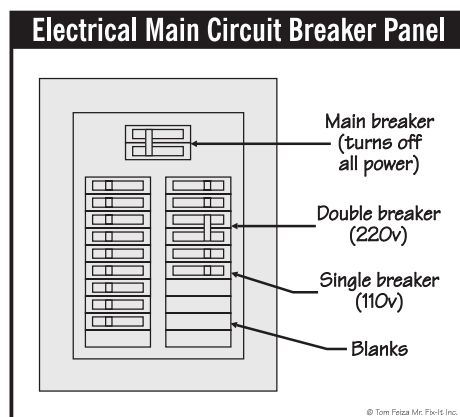 Electrical Main Circuit Breaker Panel
Main breaker
(turns off
all power)
Double breaker
(220v)
Single breaker
(110v)
Blanks
© Tom Feiza Mr. Fix-It Inc.